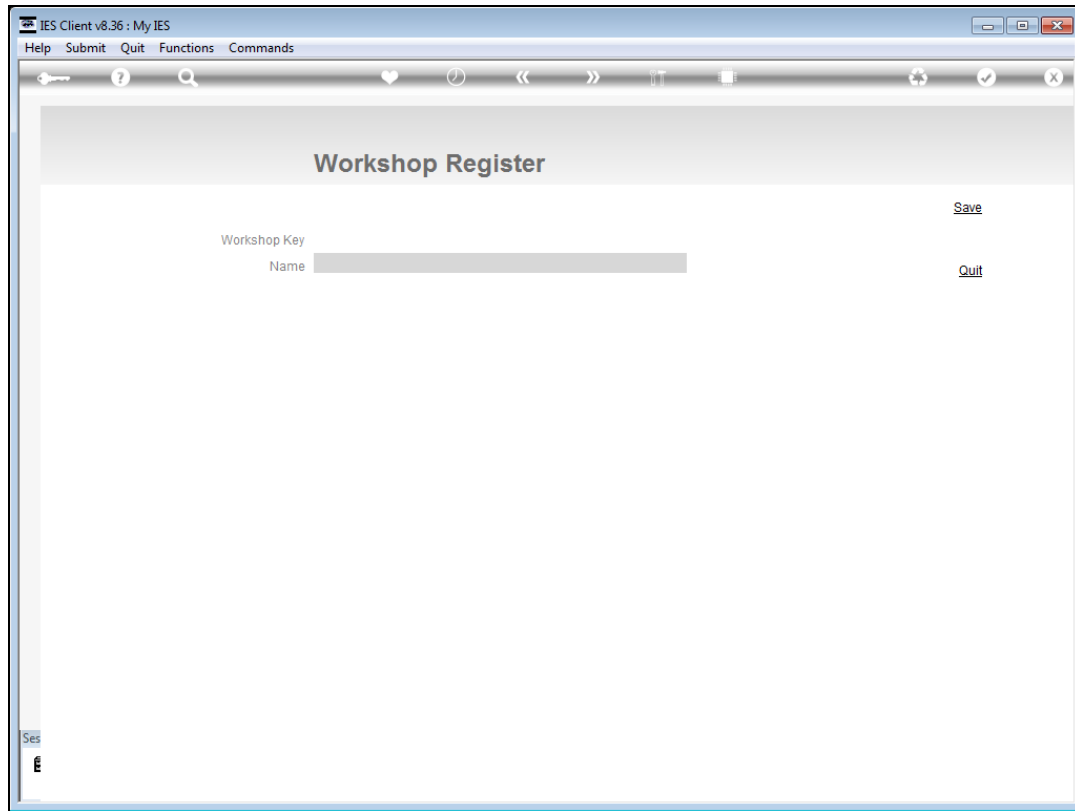 IES Client v8.36 : My IES
Help Submit Quit Functions Commands
Workshop Register
Save
Workshop Key
Name
Quit
Ses